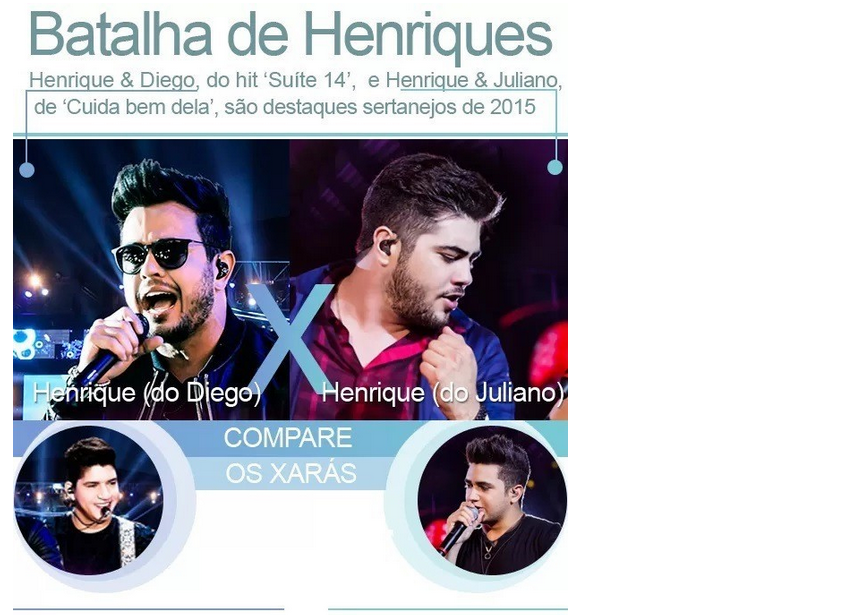 Batalha de Henriques
Henrique & Diego, do hit ‘Suíte 14’, e Henrique & Juliano,
de ‘Cuida bem dela’, são destaques sertanejos de 2015
X
Henrique (do Diego)
Henrique (do Juliano)
COMPARE
OS XARÁS